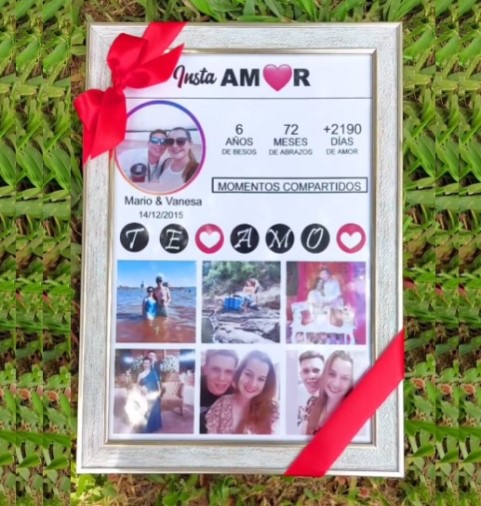 Insta AM❤R
6 72 +2190
AÑOS MESES DÍAS
DE BESOS DE ABRAZOS DE AMOR
MOMENTOS COMPARTIDOS
Mario & Vanesa
14/12/2015
T E A M O